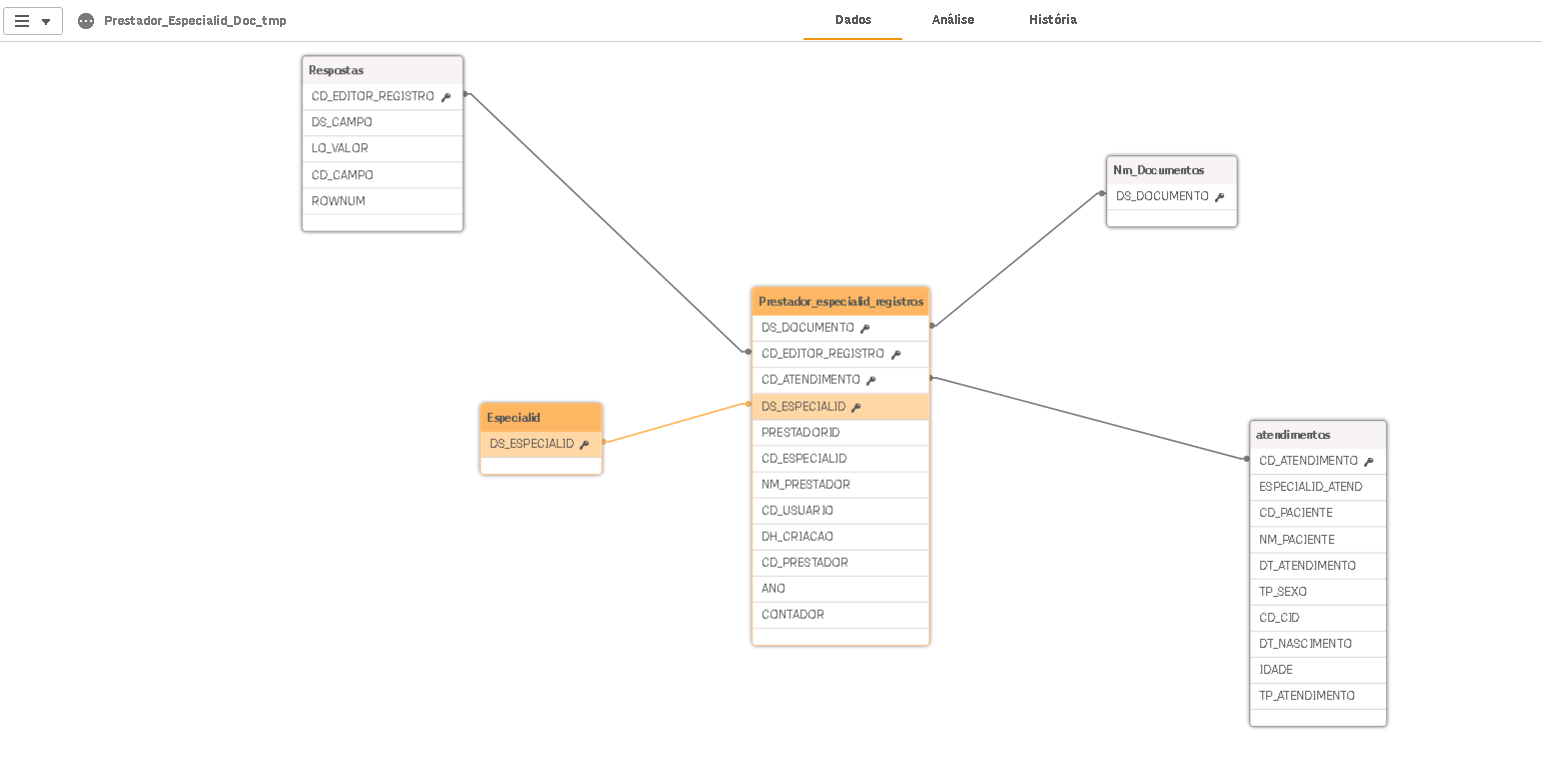 Prestador_Especialid_Doc_tmp
Dados
Análise
História
Respostas
CD_EDITOR_REGISTRO
DS_CAMPO
LO_VALOR
CD_CAMPO
ROWNUM
Nm_Documentos
DS_DOCUMENTO
Prestador_especialid_registros
DS_DOCUMENTO
CD_EDITOR_REGISTRO
CD_ATENDIMENTO
DS_ESPECIALID
PRESTADORID
CD_ESPECIALID
NM_PRESTADOR
CD_USUARIO
DH_CRIACAO
CD_PRESTADOR
ANO
CONTADOR
Especialid
DS_ESPECIALID
atendimentos
CD_ATENDIMENTO
ESPECIALID_ATEND
CD_PACIENTE
NM_PACIENTE
DT_ATENDIMENTO
TP_SEXO
CD_CID
DT_NASCIMENTO
IDADE
TP_ATENDIMENTO